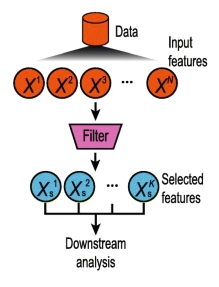 Data
Input
features
X¹ X² X³ ... Xᴺ
Filter
Xₛ¹ Xₛ² ... Xₛᴷ
Selected
features
Downstream
analysis